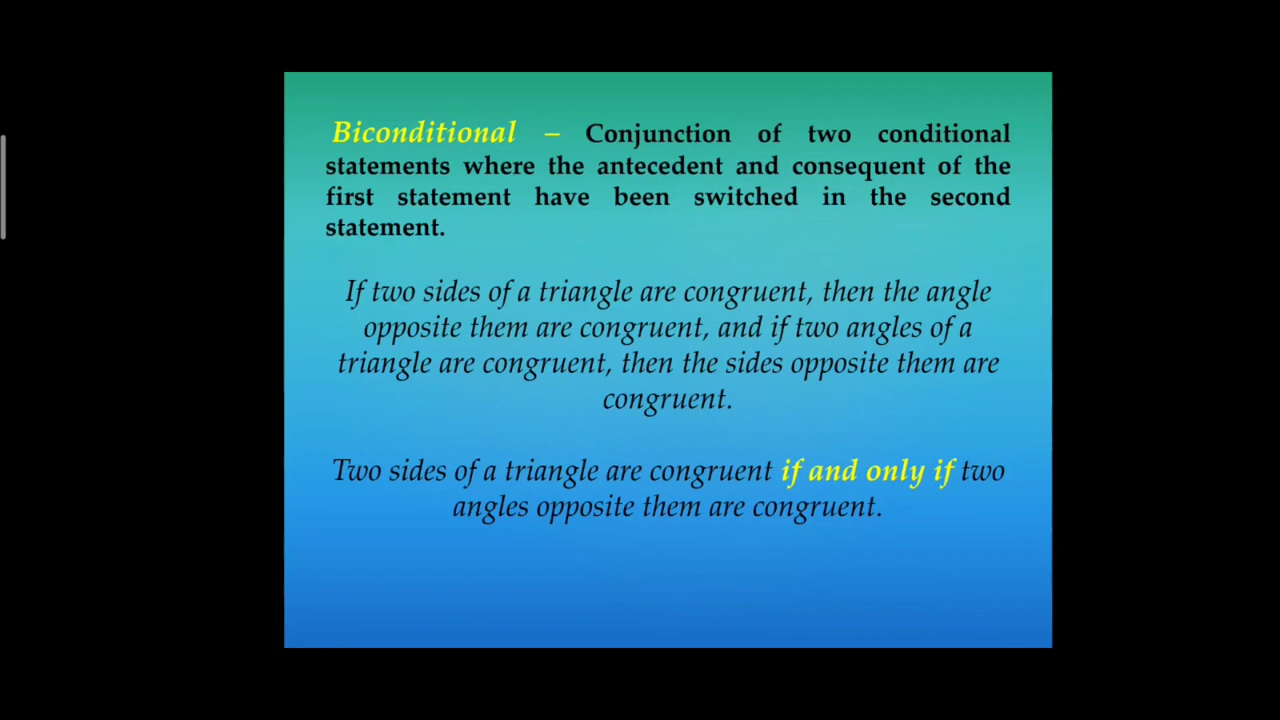 Biconditional – Conjunction of two conditional
statements where the antecedent and consequent of the
first statement have been switched in the second
statement.
If two sides of a triangle are congruent, then the angle
opposite them are congruent, and if two angles of a
triangle are congruent, then the sides opposite them are
congruent.
Two sides of a triangle are congruent if and only if two
angles opposite them are congruent.